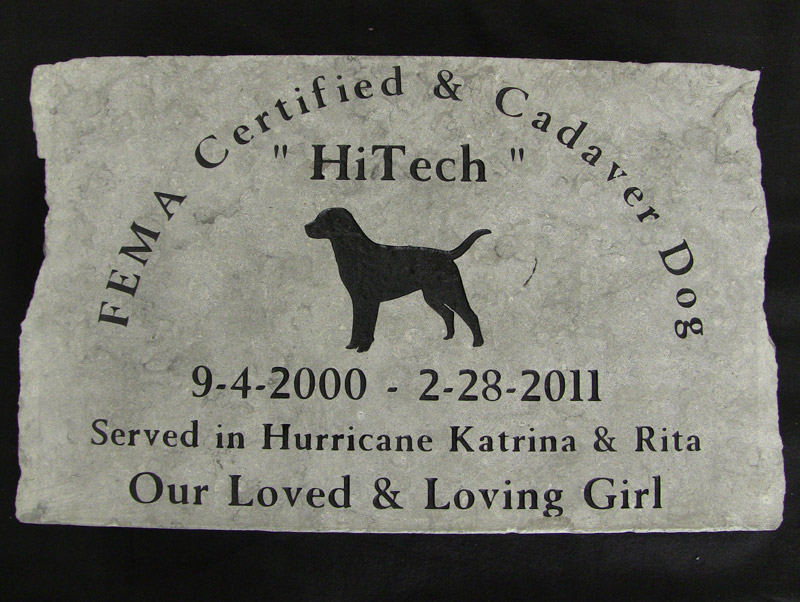 FEMA Certified & Cadaver Dog
" HiTech "
9-4-2000 - 2-28-2011
Served in Hurricane Katrina & Rita
Our Loved & Loving Girl